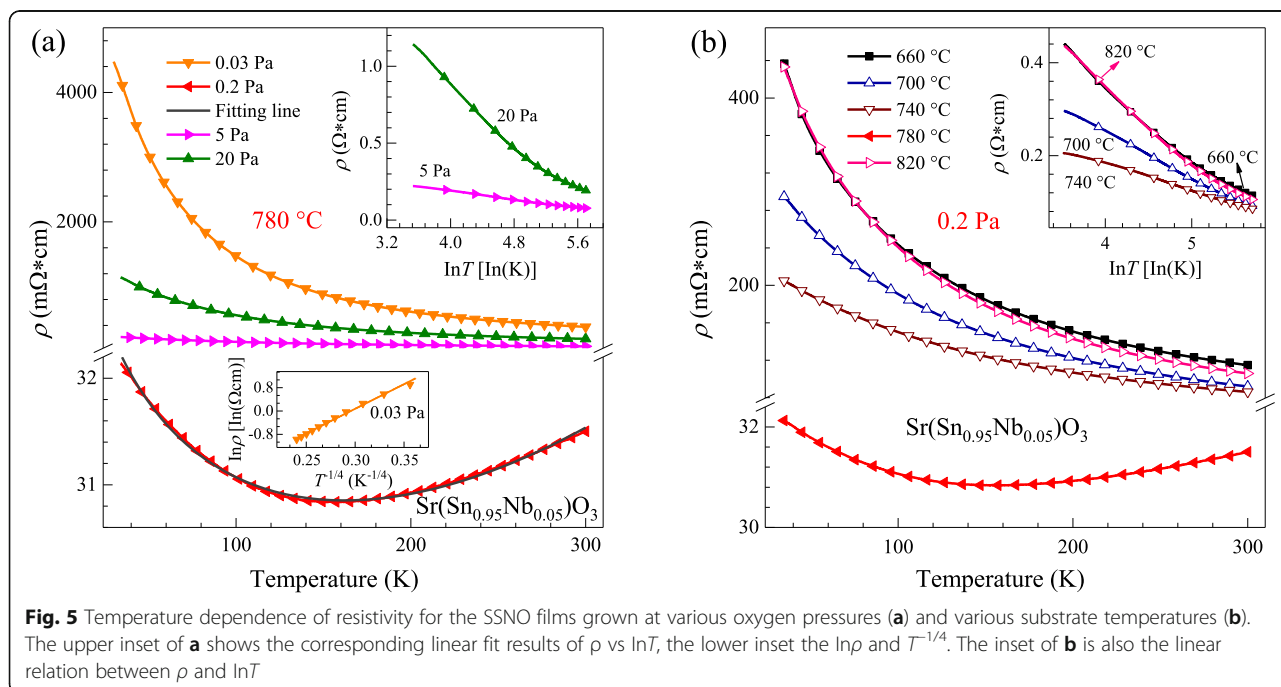 (a)
0.03 Pa
0.2 Pa
Fitting line
5 Pa
20 Pa
780 °C
4000
2000
32
31
ρ (mΩ*cm)
100
200
300
Temperature (K)
Sr(Sn0.95Nb0.05)O3
1.0
0.5
0.0
ρ (Ω*cm)
20 Pa
5 Pa
3.2
4.0
4.8
5.6
InT [In(K)]
0.8
0.0
-0.8
Inρ [In(Ωcm)]
0.03 Pa
0.25
0.30
0.35
T-1/4 (K-1/4)
(b)
660 °C
700 °C
740 °C
780 °C
820 °C
0.2 Pa
400
200
32
30
ρ (mΩ*cm)
100
200
300
Temperature (K)
Sr(Sn0.95Nb0.05)O3
0.4
0.2
ρ (Ω*cm)
820 °C
700 °C
740 °C
660 °C
4
5
InT [In(K)]
Fig. 5 Temperature dependence of resistivity for the SSNO films grown at various oxygen pressures (a) and various substrate temperatures (b).
The upper inset of a shows the corresponding linear fit results of ρ vs lnT, the lower inset the lnρ and T−1/4. The inset of b is also the linear
relation between ρ and lnT